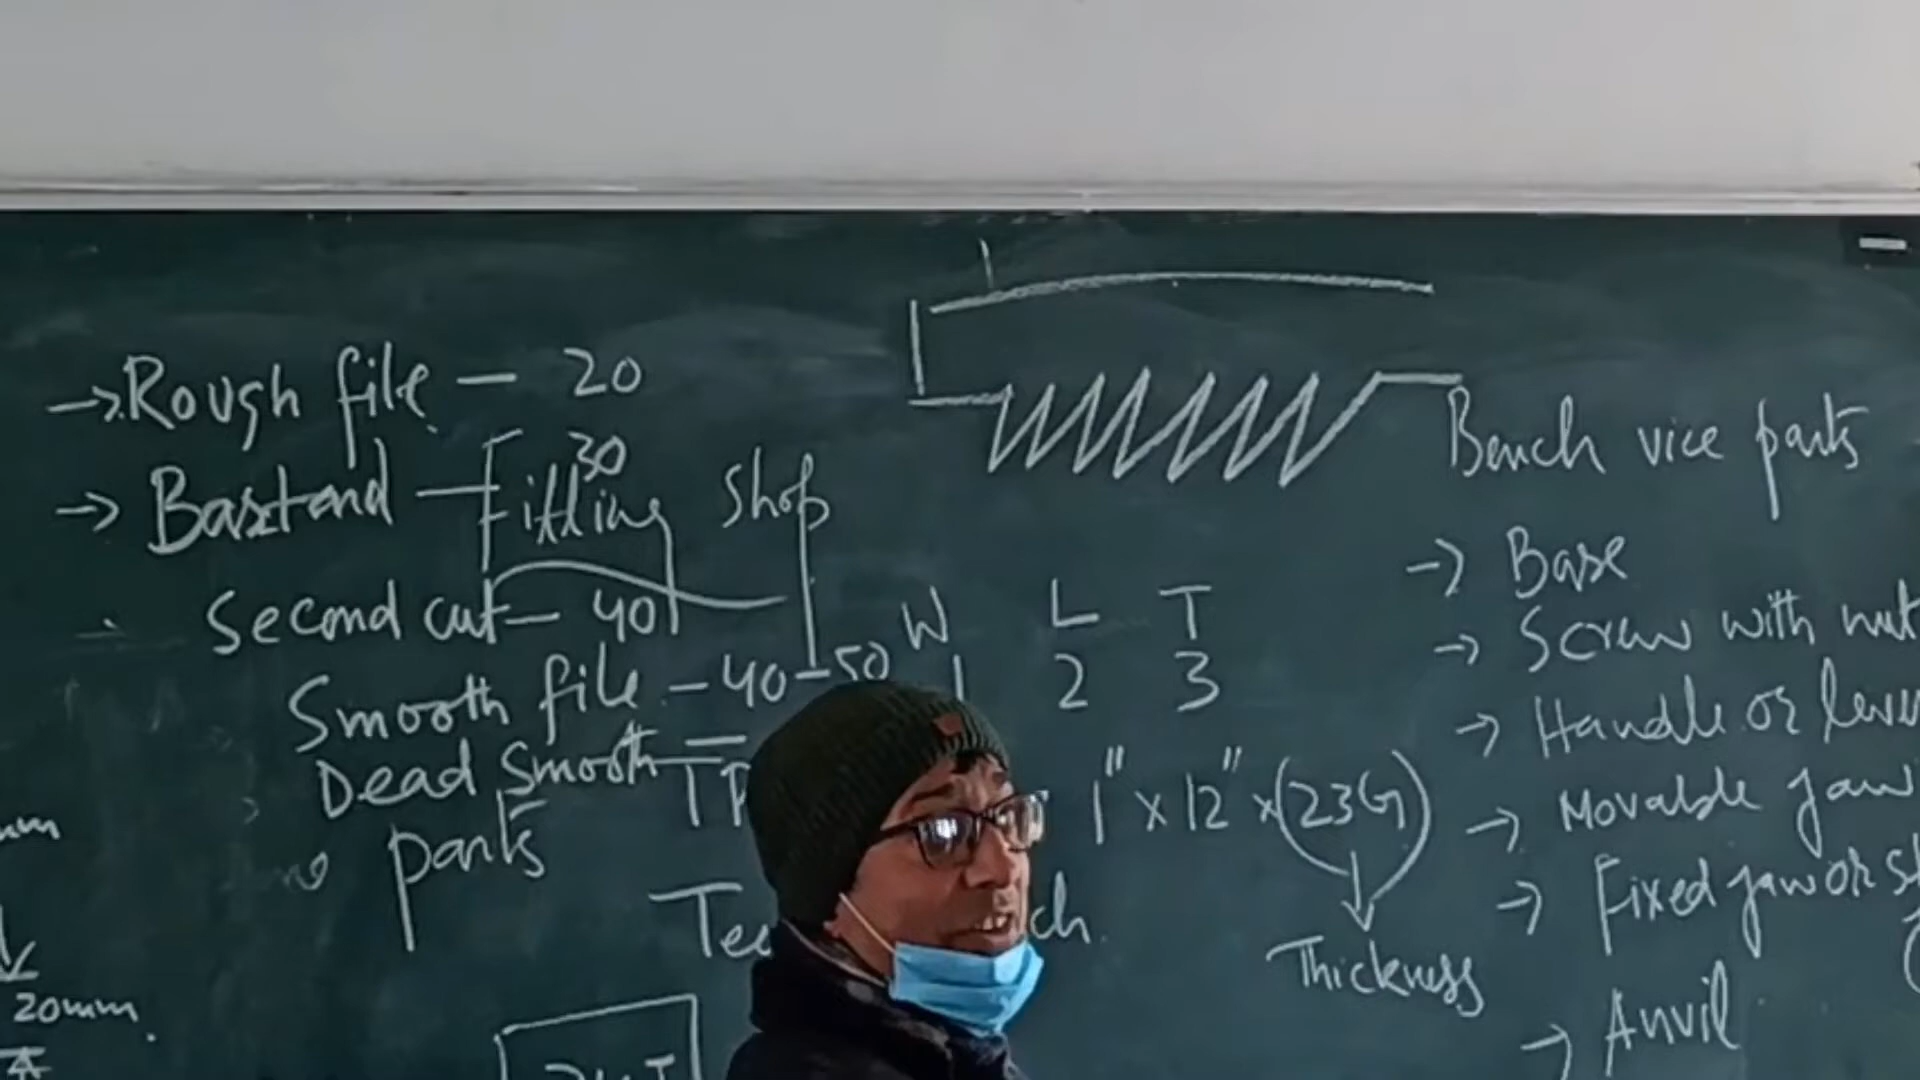 → Rough file – 20
→ Bastand – 30
Fitting Shop
Second cut – 40
Smooth file – 40-50
Dead Smooth –
parts
W L T
1 2 3
1" x 12" x (23G)
Thickness
20mm
Bench vice parts
→ Base
→ Screw with nut
→ Handle or lever
→ Movable jaw
→ Fixed jaw or
→ Anvil